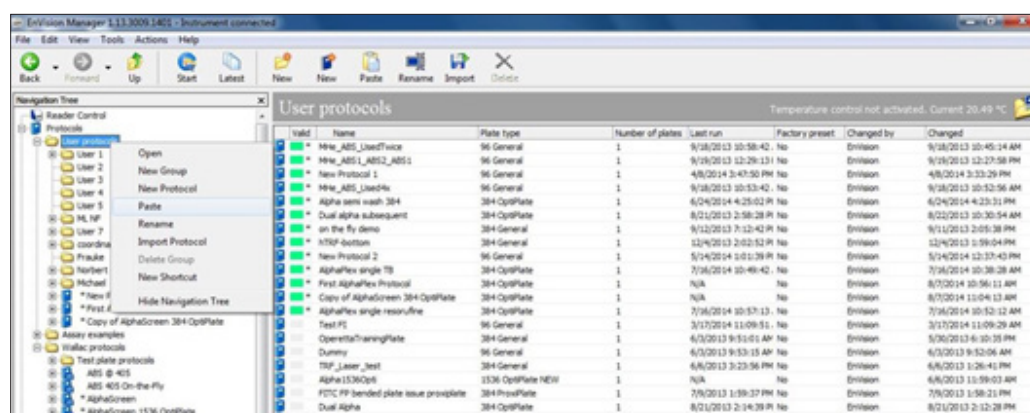 EnVision Manager 1.13.3009.1401 - Instrument connected
File Edit View Tools Actions Help
Back Forward Up Start Latest New New Paste Rename Import Delete
Navigation Tree
Reader Control
Protocols
User protocols
User 1
User 2
User 3
User 4
User 5
ML NF
User 7
coordina
Frauke
Norbert
Michael
* New P
* First A
* Copy of AlphaScreen 384 OptiPlate
Assay examples
Wallac protocols
Test plate protocols
ABS @ 405
ABS 405 On-the-Fly
* AlphaScreen
* AlphaScreen 1536 OptiPlate
Open
New Group
New Protocol
Paste
Rename
Import Protocol
Delete Group
New Shortcut
Hide Navigation Tree
User protocols
Temperature control not activated. Current 20.49 °C
Valid Name Plate type Number of plates Last run Factory preset Changed by Changed
* MHe_ABS_UsedTwice 96 General 1 9/18/2013 10:58:42. No EnVision 9/18/2013 10:45:14 AM
* MHe_ABS1_ABS2_ABS1 96 General 1 9/19/2013 12:29:13 No EnVision 9/19/2013 12:27:58 PM
* New Protocol 1 96 General 1 4/8/2014 3:47:50 PM No EnVision 4/8/2014 3:33:29 PM
* MHe_ABS_Used4x 96 General 1 9/18/2013 10:53:42. No EnVision 9/18/2013 10:52:56 AM
* Alpha semi wash 384 384 OptiPlate 1 6/24/2014 4:25:02 P No EnVision 6/24/2014 4:23:31 PM
* Dual alpha subsequent 384 OptiPlate 1 8/21/2013 2:58:28 P No EnVision 8/22/2013 10:30:54 AM
* on the fly demo 384 General 1 9/12/2013 7:12:42 P No EnVision 9/11/2013 2:05:38 PM
* hTRF-bottom 384 General 1 12/4/2013 2:02:52 P No EnVision 12/4/2013 1:59:04 PM
* New Protocol 2 96 General 1 5/14/2014 1:01:39 P No EnVision 5/14/2014 12:37:43 PM
* AlphaPlex single TB 384 OptiPlate 1 7/16/2014 10:49:42. No EnVision 7/16/2014 10:38:28 AM
* First AlphaPlex Protocol 384 OptiPlate 1 N/A No EnVision 8/7/2014 10:56:11 AM
* Copy of AlphaScreen 384 OptiPlate 384 OptiPlate 1 N/A No EnVision 8/7/2014 11:04:13 AM
* AlphaPlex single resorufine 384 OptiPlate 1 7/16/2014 10:57:13. No EnVision 7/16/2014 10:52:12 AM
Test FI 96 General 1 3/17/2014 11:09:51. No EnVision 3/17/2014 11:09:29 AM
OperettaTrainingPlate 384 General 1 6/3/2013 9:51:01 AM No EnVision 5/30/2013 6:10:35 PM
Dummy 96 General 1 6/3/2013 9:53:15 AM No EnVision 6/3/2013 9:52:06 AM
TRF_Laser_test 384 General 1 6/6/2013 3:23:56 PM No EnVision 6/6/2013 1:26:41 PM
Alpha1536Opti 1536 OptiPlate NEW 1 N/A No EnVision 6/8/2013 11:59:03 AM
FITC FP bended plate issue proxiplate 384 ProxiPlate 1 7/9/2013 1:59:37 PM No EnVision 7/9/2013 1:58:21 PM
Dual Alpha 384 OptiPlate 1 8/21/2013 2:14:39 P No EnVision 8/21/2013 2:12:28 PM